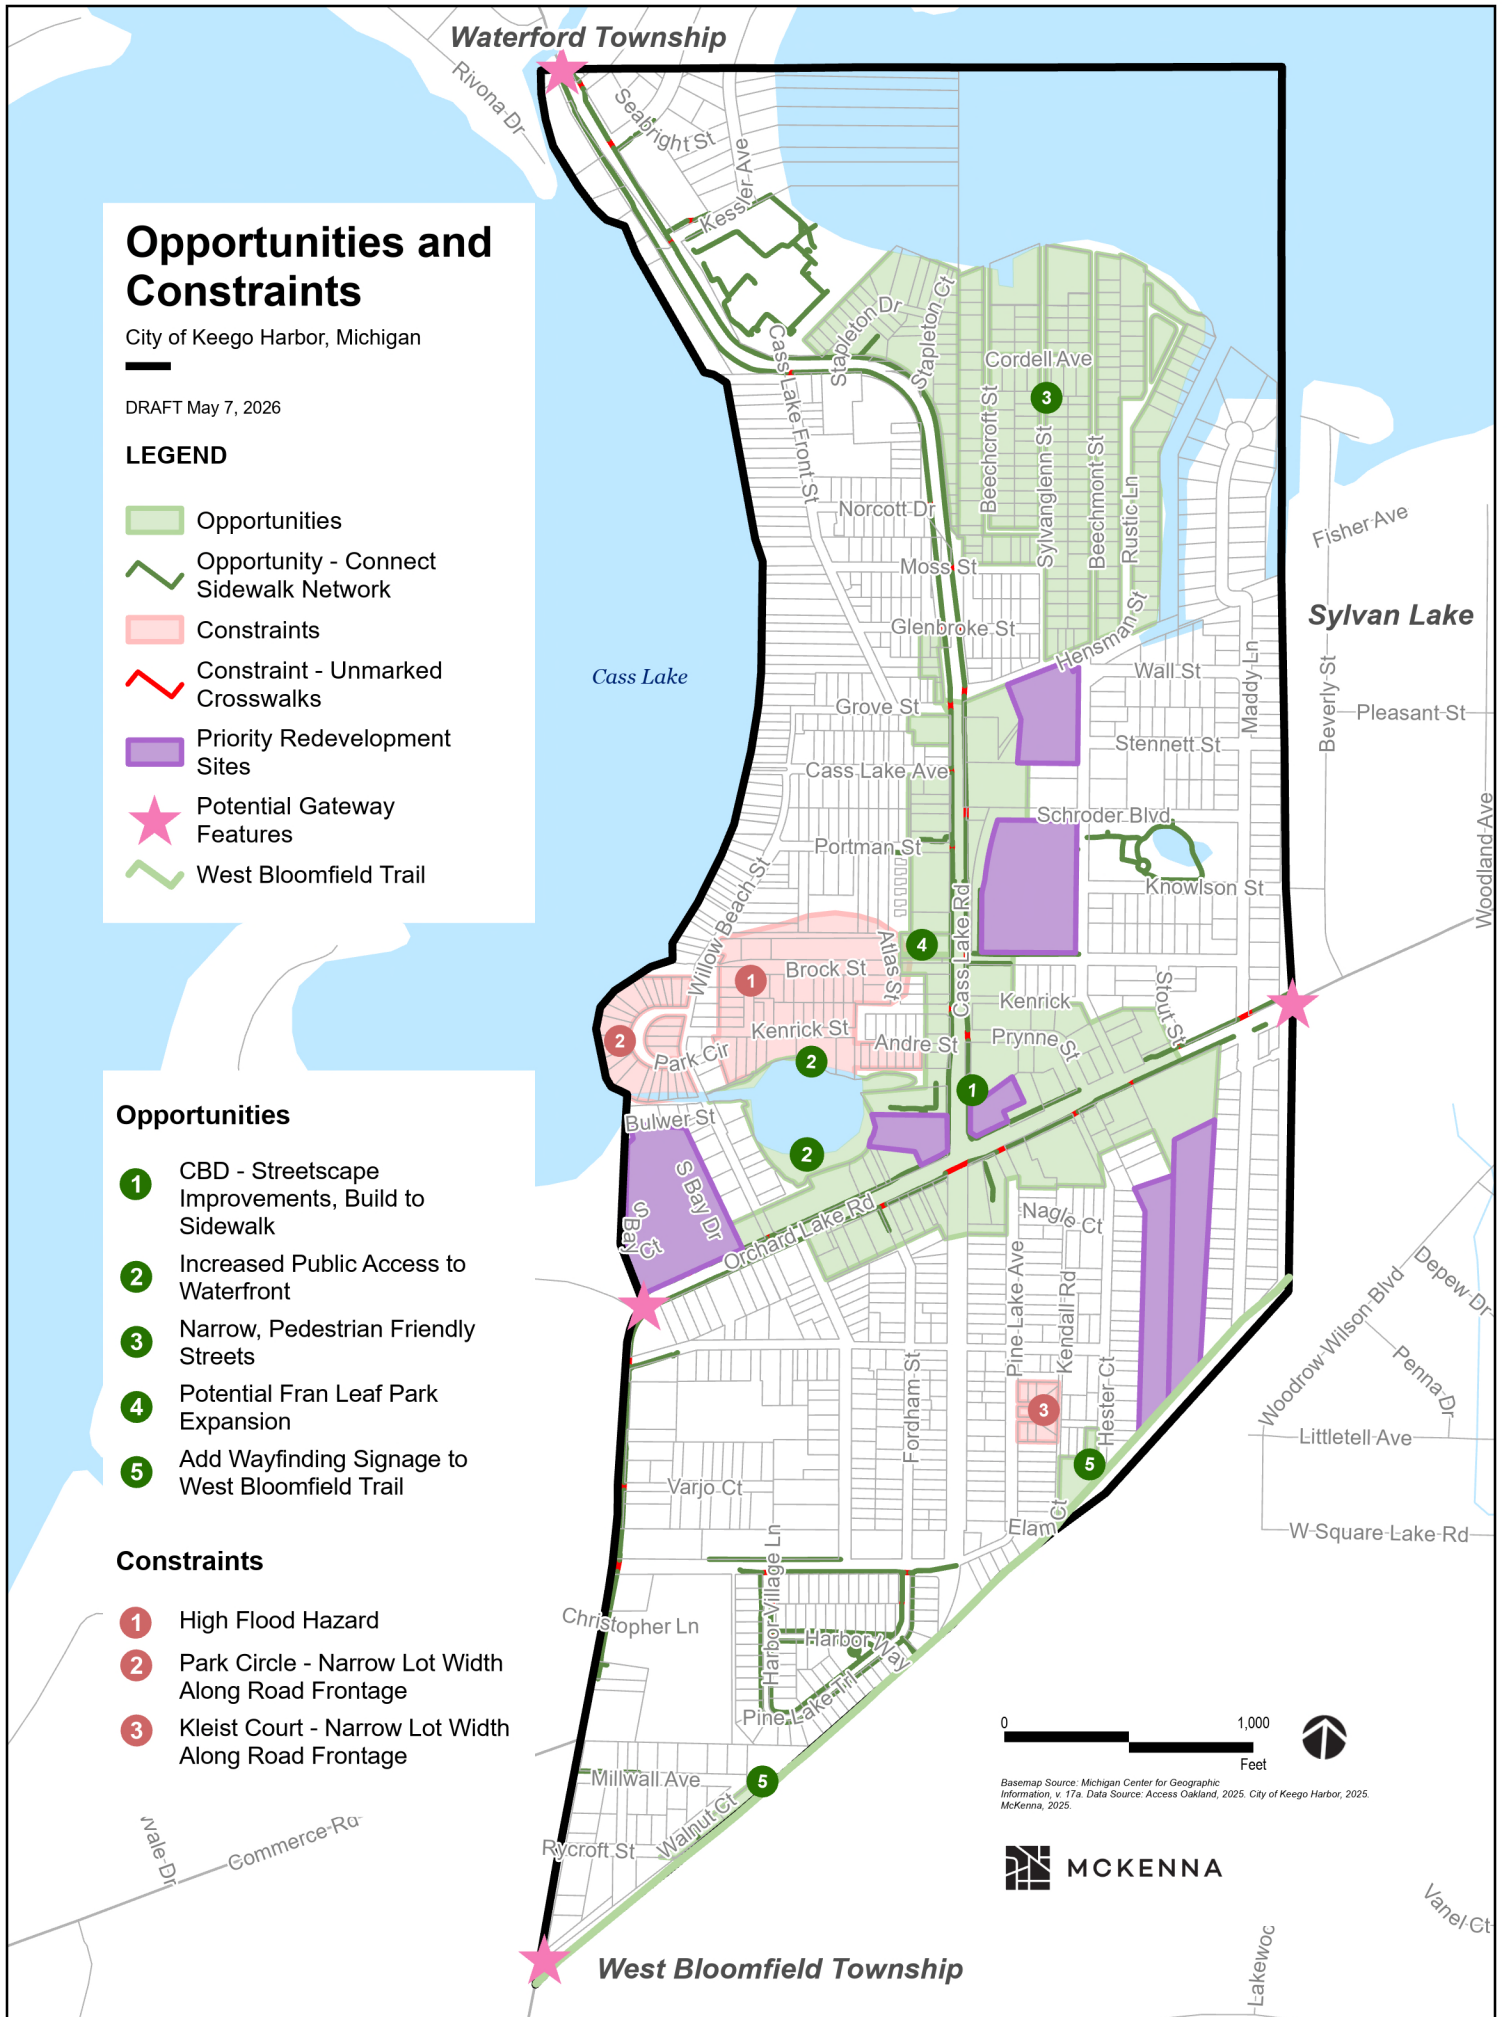 Waterford Township
Rivona Dr
Seabright St
Kessler Ave
Opportunities and
Constraints
City of Keego Harbor, Michigan
DRAFT May 7, 2026
LEGEND
Opportunities
Opportunity - Connect
Sidewalk Network
Constraints
Constraint - Unmarked
Crosswalks
Priority Redevelopment
Sites
Potential Gateway
Features
West Bloomfield Trail
Stapleton Dr
Stapleton Ct
Cass Lake Front St
Cordell Ave
3
Beechcroft St
Sylvanglenn St
Beechmont St
Rustic Ln
Norcott Dr
Moss St
Glenbroke St
Hensman St
Fisher Ave
Sylvan Lake
Cass Lake
Wall St
Maddy Ln
Beverly St
Pleasant St
Grove St
Stennett St
Cass Lake Ave
Schroder Blvd
Woodland Ave
Portman St
Knowlson St
Willow Beach St
Cass Lake Rd
Atlas St
4
Brock St
1
Kenrick
Stout St
Kenrick St
2
Park Cir
Andre St
Prynne St
2
1
Bulwer St
2
S Bay Dr
S Bay Ct
Orchard Lake Rd
Nagle Ct
Pine Lake Ave
Kendall Rd
Hester Ct
Fordham St
3
5
Varjo Ct
Elam Ct
Harbor Village Ln
Christopher Ln
Harbor Way
Pine Lake Trl
Millwall Ave
5
Walnut Ct
Rycroft St
Woodrow Wilson Blvd
Depew Dr
Penna Dr
Littletell Ave
W Square Lake Rd
Opportunities
1 CBD - Streetscape
Improvements, Build to
Sidewalk
2 Increased Public Access to
Waterfront
3 Narrow, Pedestrian Friendly
Streets
4 Potential Fran Leaf Park
Expansion
5 Add Wayfinding Signage to
West Bloomfield Trail
Constraints
1 High Flood Hazard
2 Park Circle - Narrow Lot Width
Along Road Frontage
3 Kleist Court - Narrow Lot Width
Along Road Frontage
wvale Dr
Commerce Rd
0 1,000
Feet
Basemap Source: Michigan Center for Geographic
Information, v. 17a. Data Source: Access Oakland, 2025. City of Keego Harbor, 2025.
McKenna, 2025.
MCKENNA
Vanel Ct
Lakewoo
West Bloomfield Township